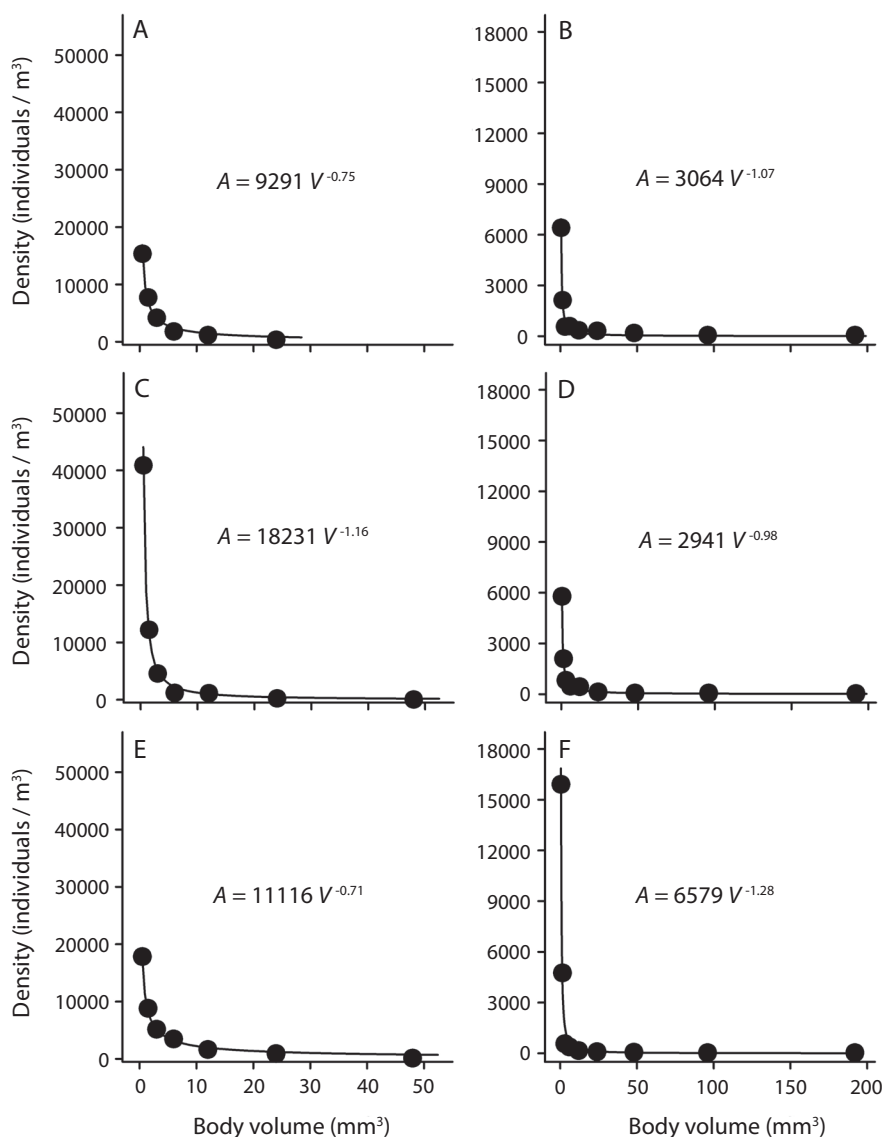 A
50000
40000
30000
20000
10000
0
Density (individuals / m³)
A = 9291 V -0.75
B
18000
15000
12000
9000
6000
3000
0
A = 3064 V -1.07
C
50000
40000
30000
20000
10000
0
Density (individuals / m³)
A = 18231 V -1.16
D
18000
15000
12000
9000
6000
3000
0
A = 2941 V -0.98
E
50000
40000
30000
20000
10000
0
Density (individuals / m³)
A = 11116 V -0.71
0 10 20 30 40 50
Body volume (mm³)
F
18000
15000
12000
9000
6000
3000
0
A = 6579 V -1.28
0 50 100 150 200
Body volume (mm³)